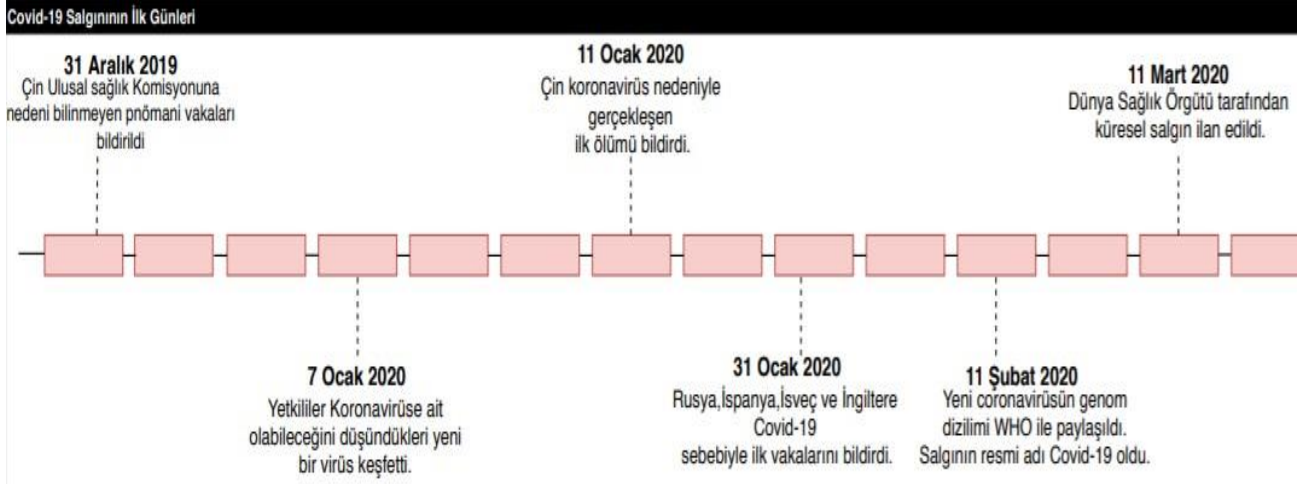 Covid-19 Salgınının İlk Günleri
31 Aralık 2019
Çin Ulusal sağlık Komisyonuna
nedeni bilinmeyen pnömani vakaları
bildirildi
11 Ocak 2020
Çin koronavirüs nedeniyle
gerçekleşen
ilk ölümü bildirdi.
11 Mart 2020
Dünya Sağlık Örgütü tarafından
küresel salgın ilan edildi.
7 Ocak 2020
Yetkililer Koronavirüse ait
olabileceğini düşündükleri yeni
bir virüs keşfetti.
31 Ocak 2020
Rusya,İspanya,İsveç ve İngiltere
Covid-19
sebebiyle ilk vakalarını bildirdi.
11 Şubat 2020
Yeni coronavirüsün genom
dizilimi WHO ile paylaşıldı.
Salgının resmi adı Covid-19 oldu.